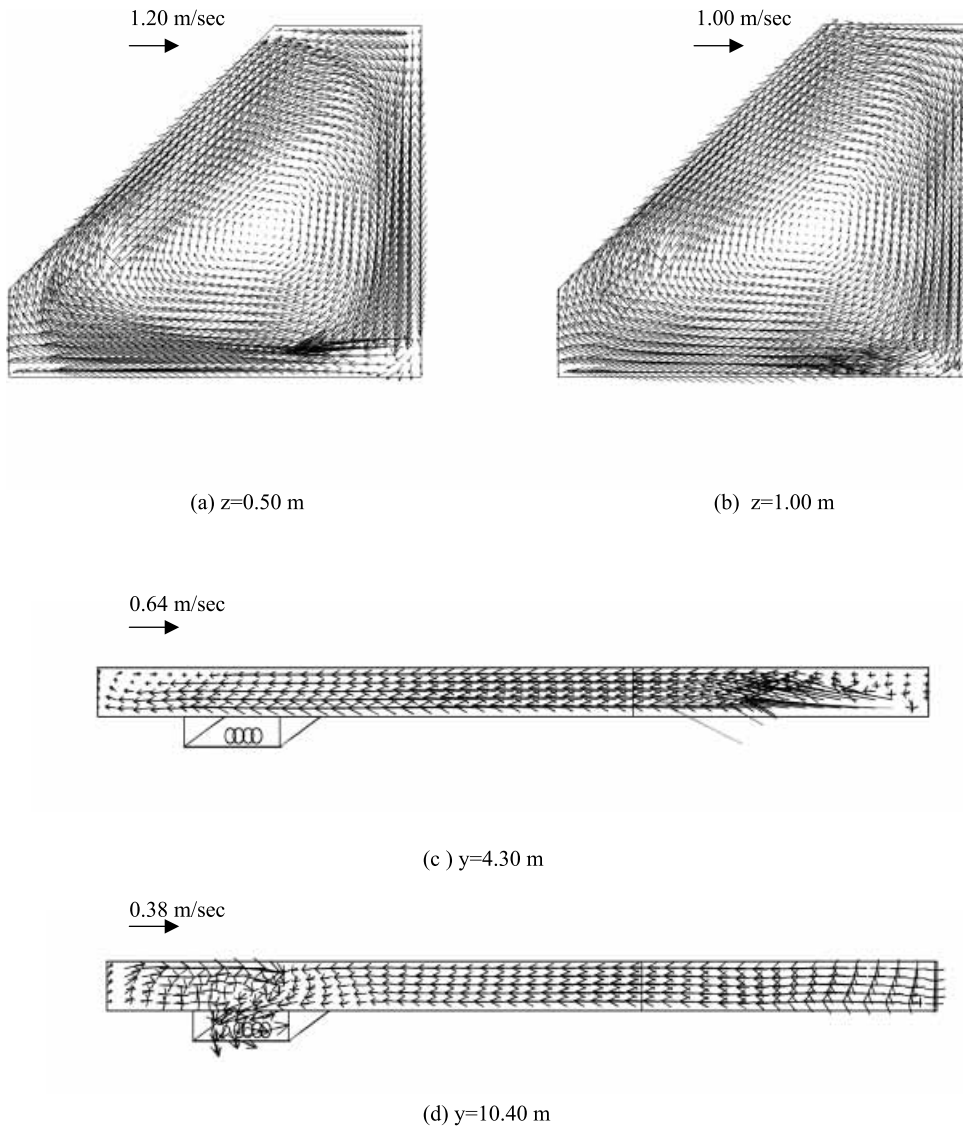 1.20 m/sec
1.00 m/sec
(a) z=0.50 m
(b) z=1.00 m
0.64 m/sec
(c ) y=4.30 m
0.38 m/sec
(d) y=10.40 m